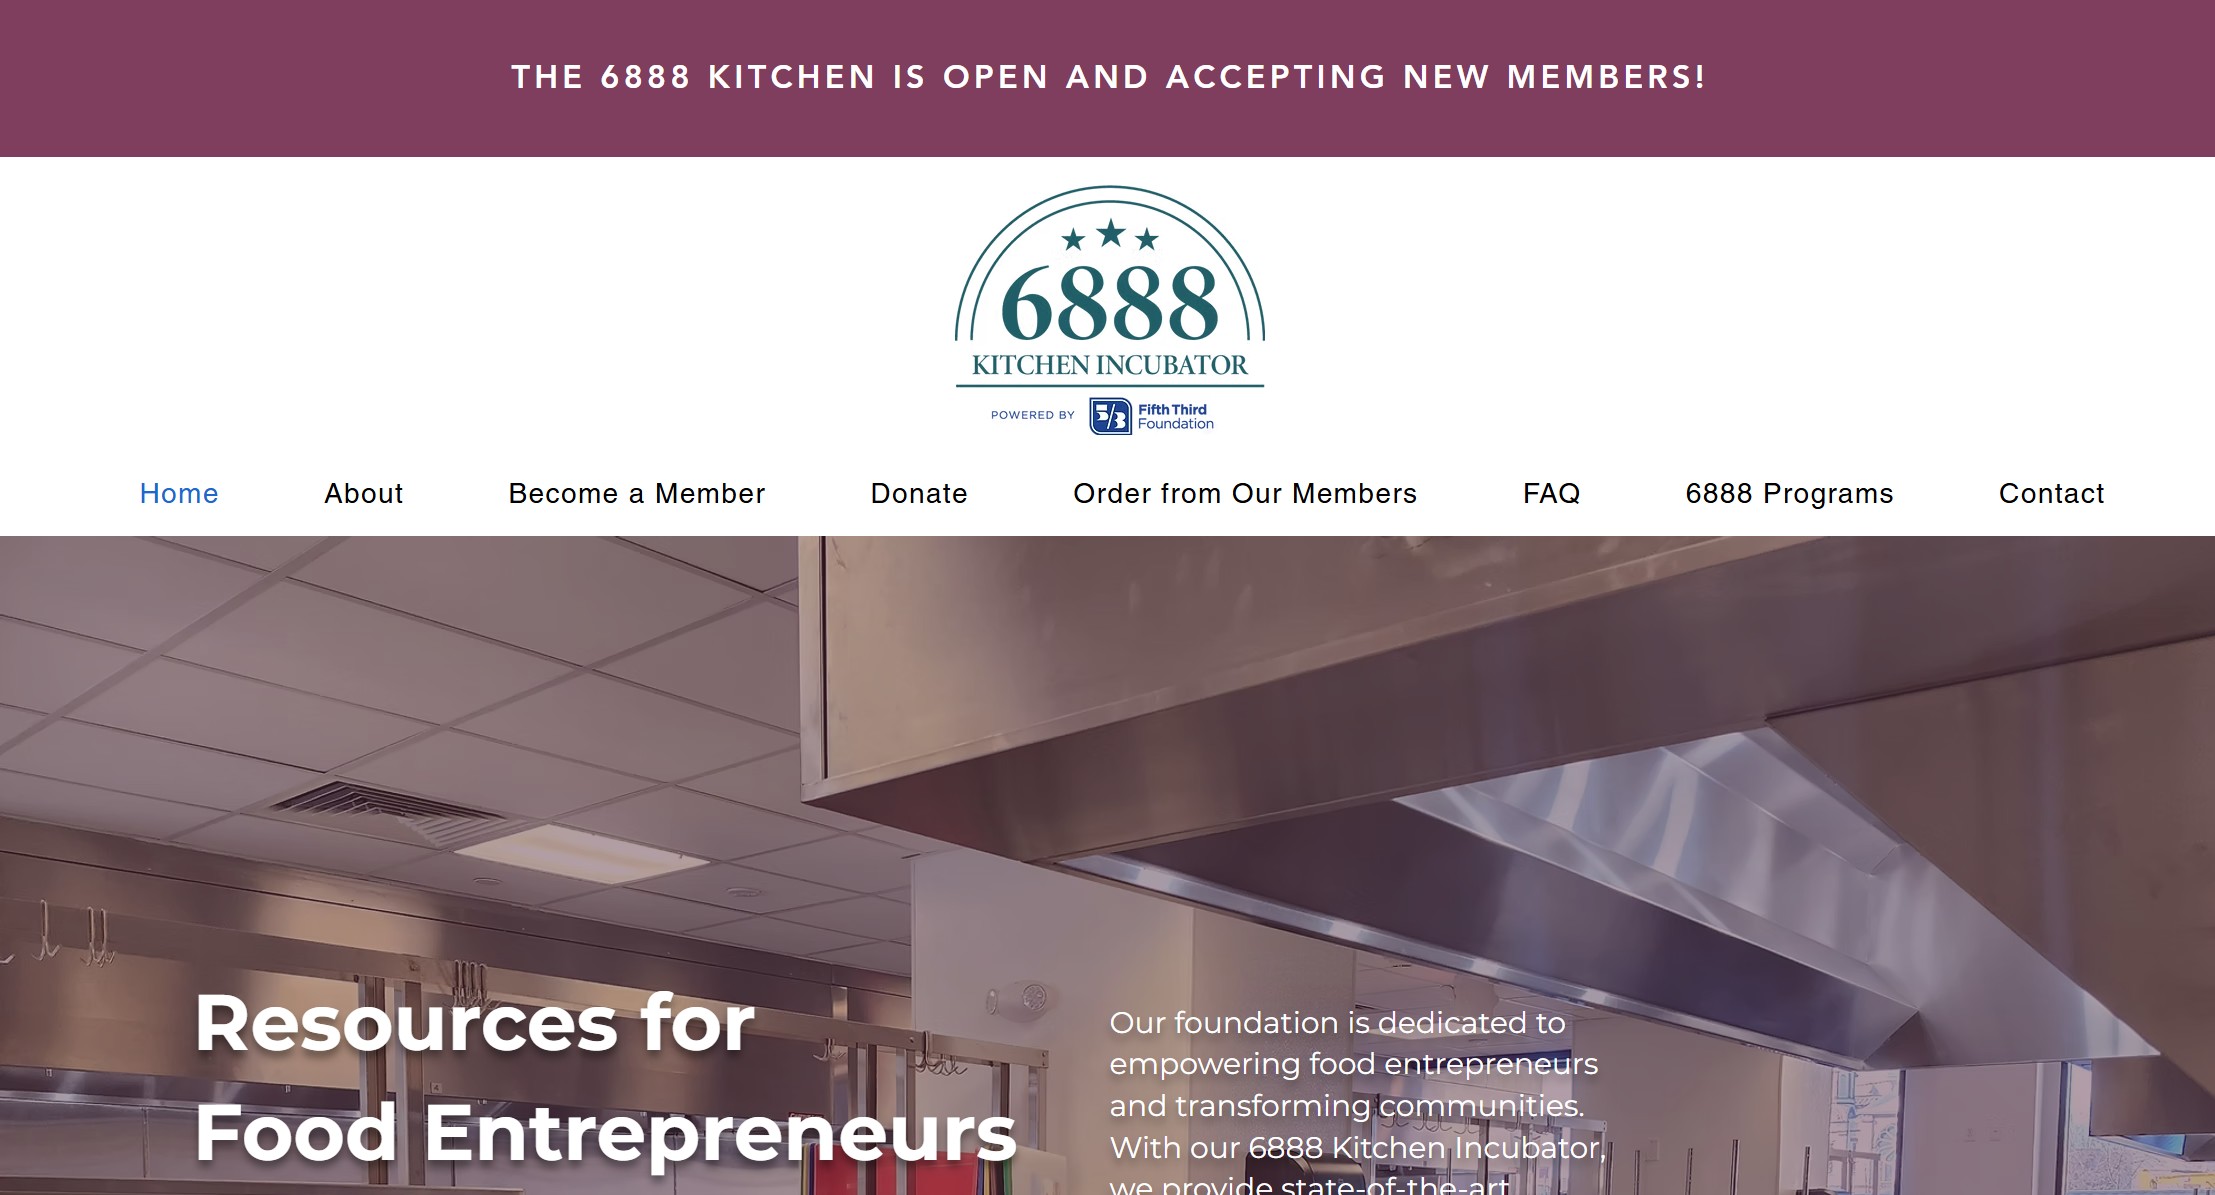 THE 6888 KITCHEN IS OPEN AND ACCEPTING NEW MEMBERS!
6888
KITCHEN INCUBATOR
POWERED BY 5/3 Fifth Third
Foundation
Home About Become a Member Donate Order from Our Members FAQ 6888 Programs Contact
Resources for
Food Entrepreneurs
Our foundation is dedicated to
empowering food entrepreneurs
and transforming communities.
With our 6888 Kitchen Incubator,
we provide state-of-the-art